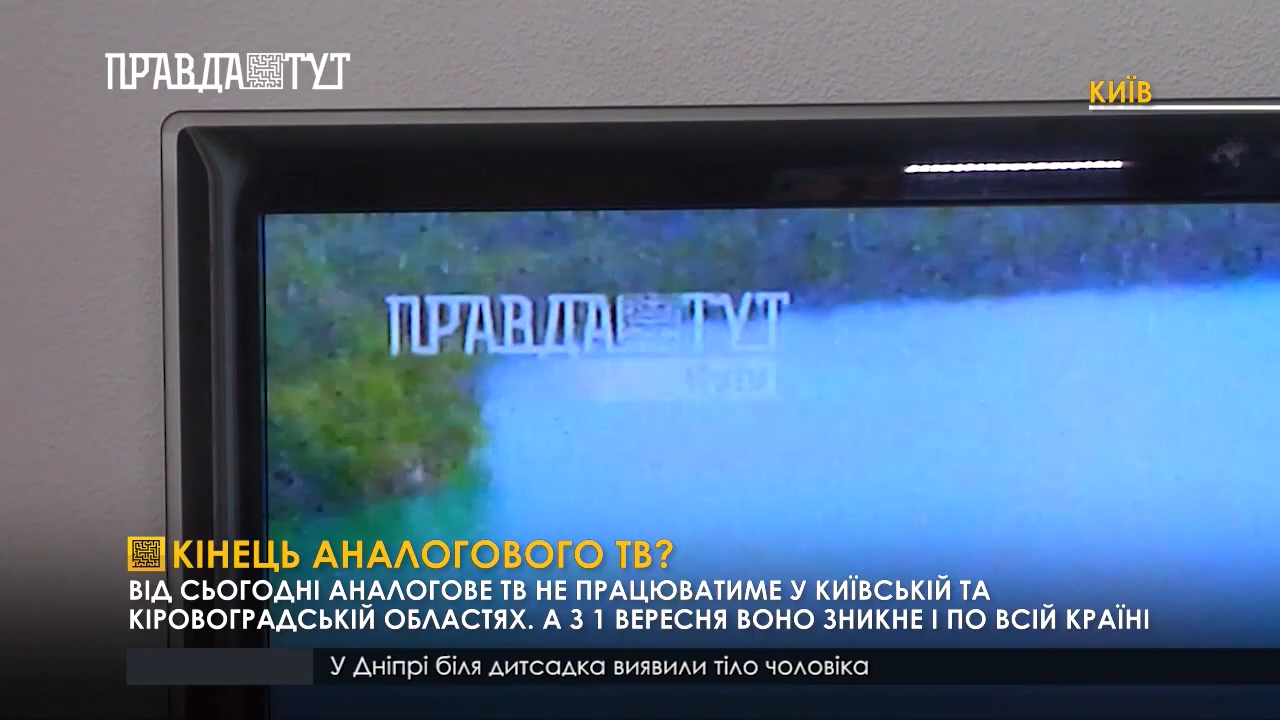 ПРАВДА ТУТ
КИЇВ
ПРАВДА ТУТ
КІНЕЦЬ АНАЛОГОВОГО ТВ?
ВІД СЬОГОДНІ АНАЛОГОВЕ ТВ НЕ ПРАЦЮВАТИМЕ У КИЇВСЬКІЙ ТА
КІРОВОГРАДСЬКІЙ ОБЛАСТЯХ. А З 1 ВЕРЕСНЯ ВОНО ЗНИКНЕ І ПО ВСІЙ КРАЇНІ
У Дніпрі біля дитсадка виявили тіло чоловіка